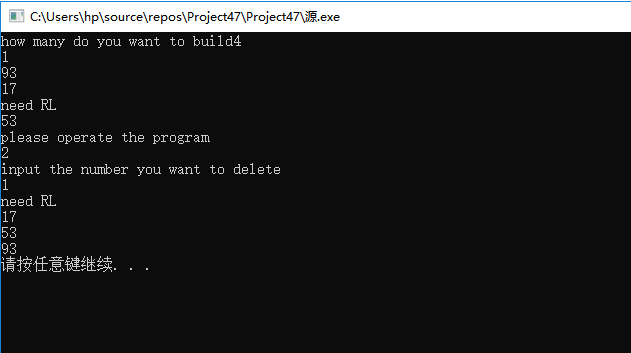 C:\Users\hp\source\repos\Project47\Project47\源.exe
how many do you want to build4
1
93
17
need RL
53
please operate the program
2
input the number you want to delete
1
need RL
17
53
93
请按任意键继续. . .